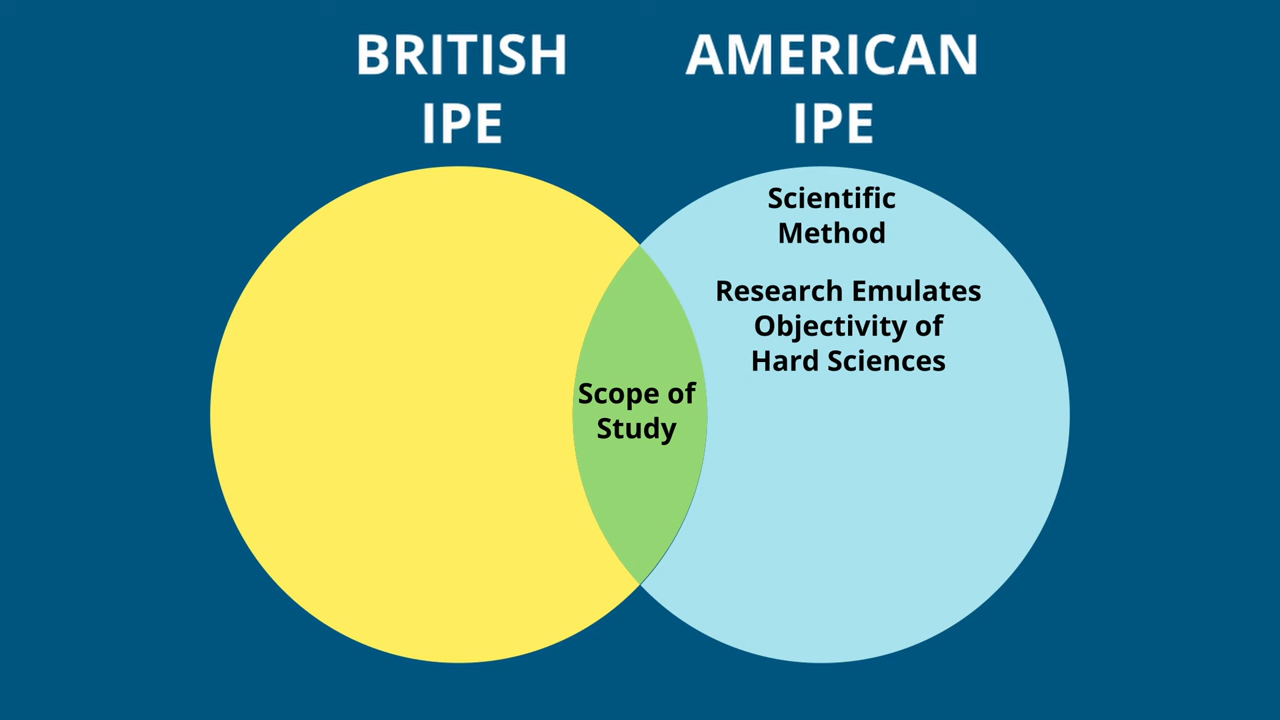 BRITISH
IPE
AMERICAN
IPE
Scientific
Method
Research Emulates
Objectivity of
Hard Sciences
Scope of
Study